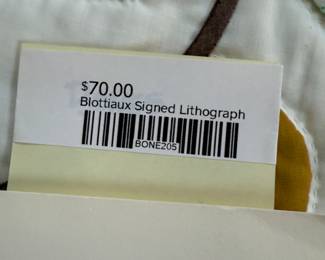 $70.00
Blottiaux Signed Lithograph
BONE205